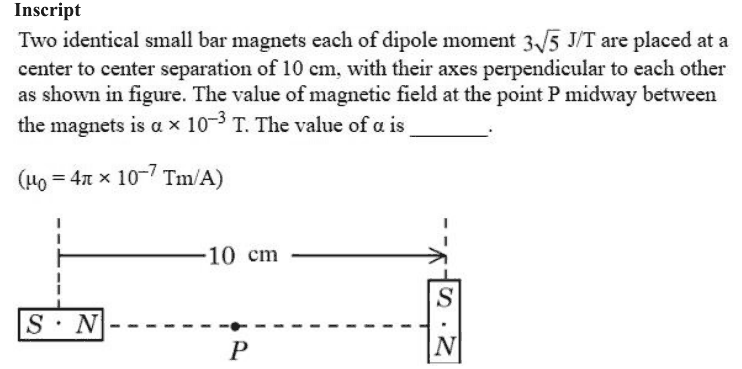 Inscript
Two identical small bar magnets each of dipole moment 3√5 J/T are placed at a
center to center separation of 10 cm, with their axes perpendicular to each other
as shown in figure. The value of magnetic field at the point P midway between
the magnets is α × 10⁻³ T. The value of α is ________.
(μ₀ = 4π × 10⁻⁷ Tm/A)
10 cm
S · N
P
S
·
N